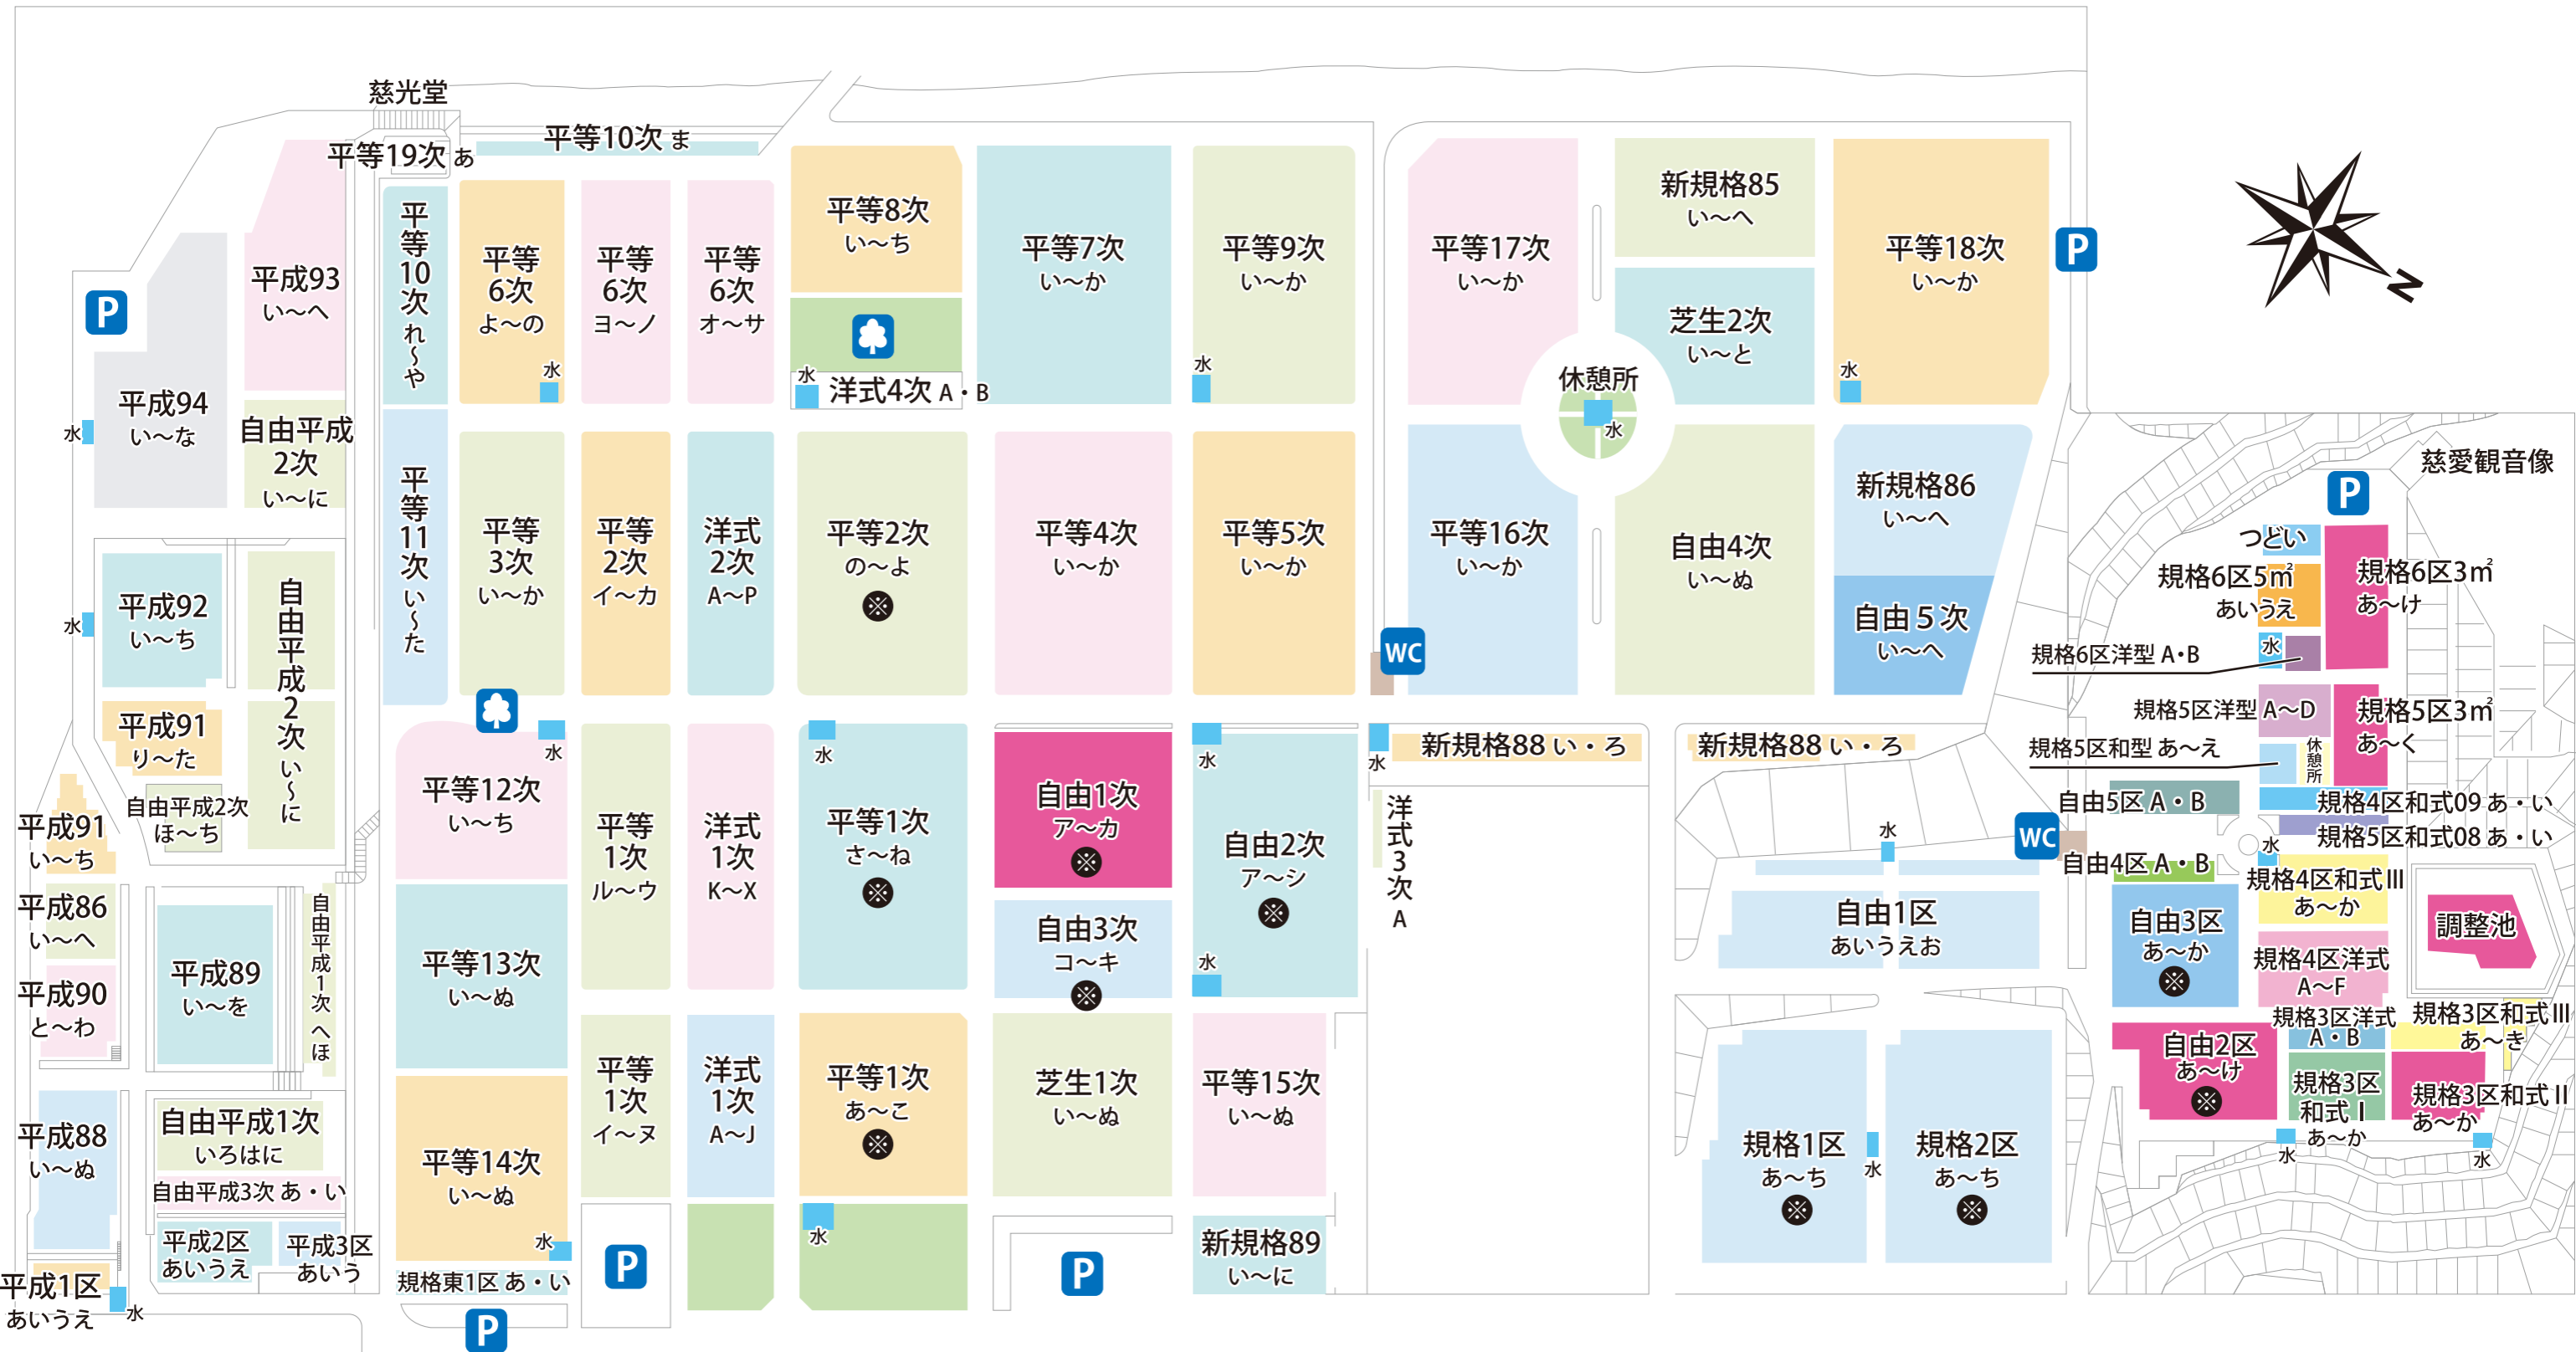 慈光堂
平等19次 あ
平等10次 ま
平成93
い〜へ
平成94
い〜な
自由平成
2次
い〜に
平等10次 れ〜や
平等
6次
よ〜の
平等
6次
ヨ〜ノ
平等
6次
オ〜サ
平等8次
い〜ち
洋式4次 A・B
平等7次
い〜か
平等9次
い〜か
平等17次
い〜か
新規格85
い〜へ
芝生2次
い〜と
平等18次
い〜か
休憩所
P
P
N
水
水
水
水
水
水
平等11次 い〜た
平等
3次
い〜か
平等
2次
イ〜カ
洋式
2次
A〜P
平等2次
の〜よ
※
平等4次
い〜か
平等5次
い〜か
平等16次
い〜か
自由4次
い〜ぬ
新規格86
い〜へ
自由５次
い〜へ
WC
平成92
い〜ち
水
自由平成2次 い〜に
平成91
り〜た
自由平成2次
ほ〜ち
平成91
い〜ち
平成86
い〜へ
平成90
と〜わ
平成89
い〜を
自由平成1次 へほ
平成88
い〜ぬ
自由平成1次
いろはに
自由平成3次 あ・い
平成2区
あいうえ
平成3区
あいう
平成1区
あいうえ
水
平等12次
い〜ち
水
平等13次
い〜ぬ
平等14次
い〜ぬ
水
規格東1区 あ・い
P
平等
1次
ル〜ウ
洋式
1次
K〜X
平等1次
さ〜ね
※
水
自由1次
ア〜カ
※
自由3次
コ〜キ
※
自由2次
ア〜シ
※
水
水
平等
1次
イ〜ヌ
洋式
1次
A〜J
平等1次
あ〜こ
※
芝生1次
い〜ぬ
平等15次
い〜ぬ
新規格89
い〜に
P
水
P
新規格88 い・ろ
水
洋式3次 A
新規格88 い・ろ
水
自由1区
あいうえお
規格1区
あ〜ち
※
水
規格2区
あ〜ち
※
WC
慈愛観音像
P
つどい
規格6区5㎡
あいうえ
規格6区3㎡
あ〜け
水
規格6区洋型 A・B
規格5区洋型 A〜D
規格5区3㎡
あ〜く
規格5区和型 あ〜え
休憩所
自由5区 A・B
規格4区和式09 あ・い
規格5区和式08 あ・い
水
自由4区 A・B
規格4区和式Ⅲ
あ〜か
自由3区
あ〜か
※
規格4区洋式
A〜F
調整池
規格3区洋式
A・B
規格3区和式Ⅲ
あ〜き
自由2区
あ〜け
※
規格3区
和式Ⅰ
あ〜か
規格3区和式Ⅱ
あ〜か
水
水